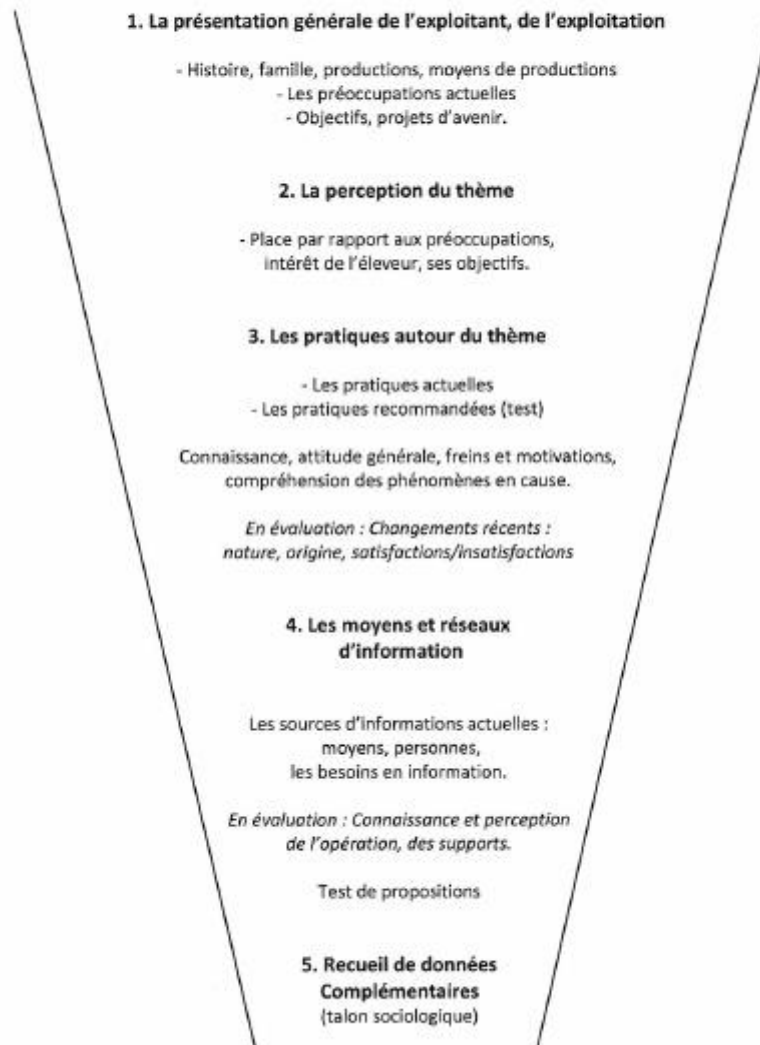 1. La présentation générale de l'exploitant, de l'exploitation
- Histoire, famille, productions, moyens de productions
- Les préoccupations actuelles
- Objectifs, projets d'avenir.
2. La perception du thème
- Place par rapport aux préoccupations,
intérêt de l'éleveur, ses objectifs.
3. Les pratiques autour du thème
- Les pratiques actuelles
- Les pratiques recommandées (test)
Connaissance, attitude générale, freins et motivations,
compréhension des phénomènes en cause.
En évaluation : Changements récents :
nature, origine, satisfactions/insatisfactions
4. Les moyens et réseaux
d'information
Les sources d'informations actuelles :
moyens, personnes,
les besoins en information.
En évaluation : Connaissance et perception
de l'opération, des supports.
Test de propositions
5. Recueil de données
Complémentaires
(talon sociologique)